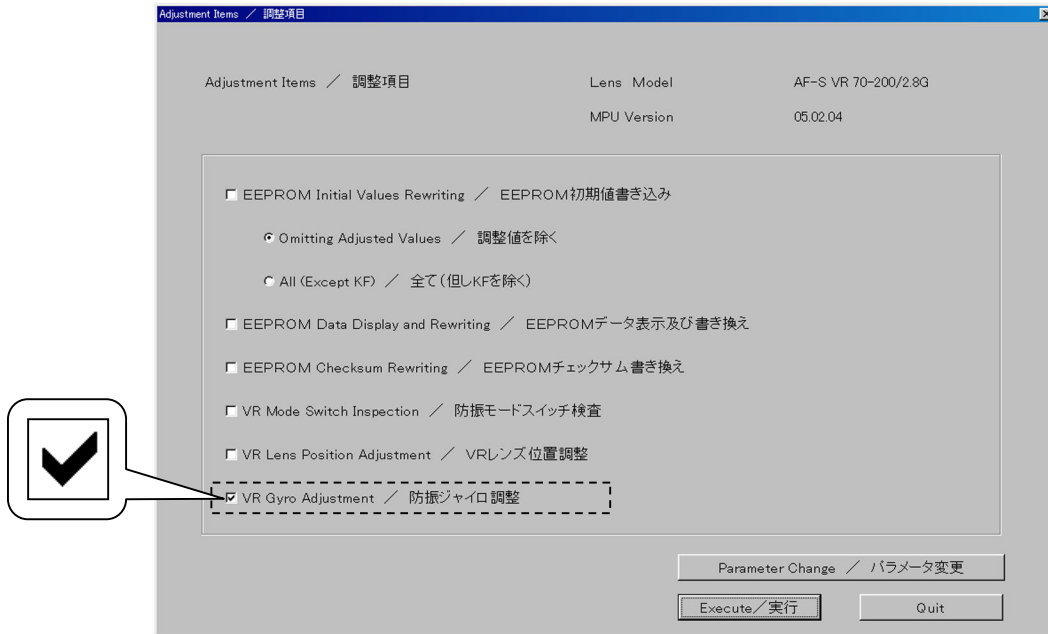 Adjustment Items ／ 調整項目
Adjustment Items ／ 調整項目 Lens Model AF-S VR 70-200/2.8G
MPU Version 05.02.04
EEPROM Initial Values Rewriting ／ EEPROM初期値書き込み
Omitting Adjusted Values ／ 調整値を除く
All (Except KF) ／ 全て(但しKFを除く)
EEPROM Data Display and Rewriting ／ EEPROMデータ表示及び書き換え
EEPROM Checksum Rewriting ／ EEPROMチェックサム書き換え
VR Mode Switch Inspection ／ 防振モードスイッチ検査
VR Lens Position Adjustment ／ VRレンズ位置調整
VR Gyro Adjustment ／ 防振ジャイロ調整
Parameter Change ／ パラメータ変更
Execute／実行 Quit